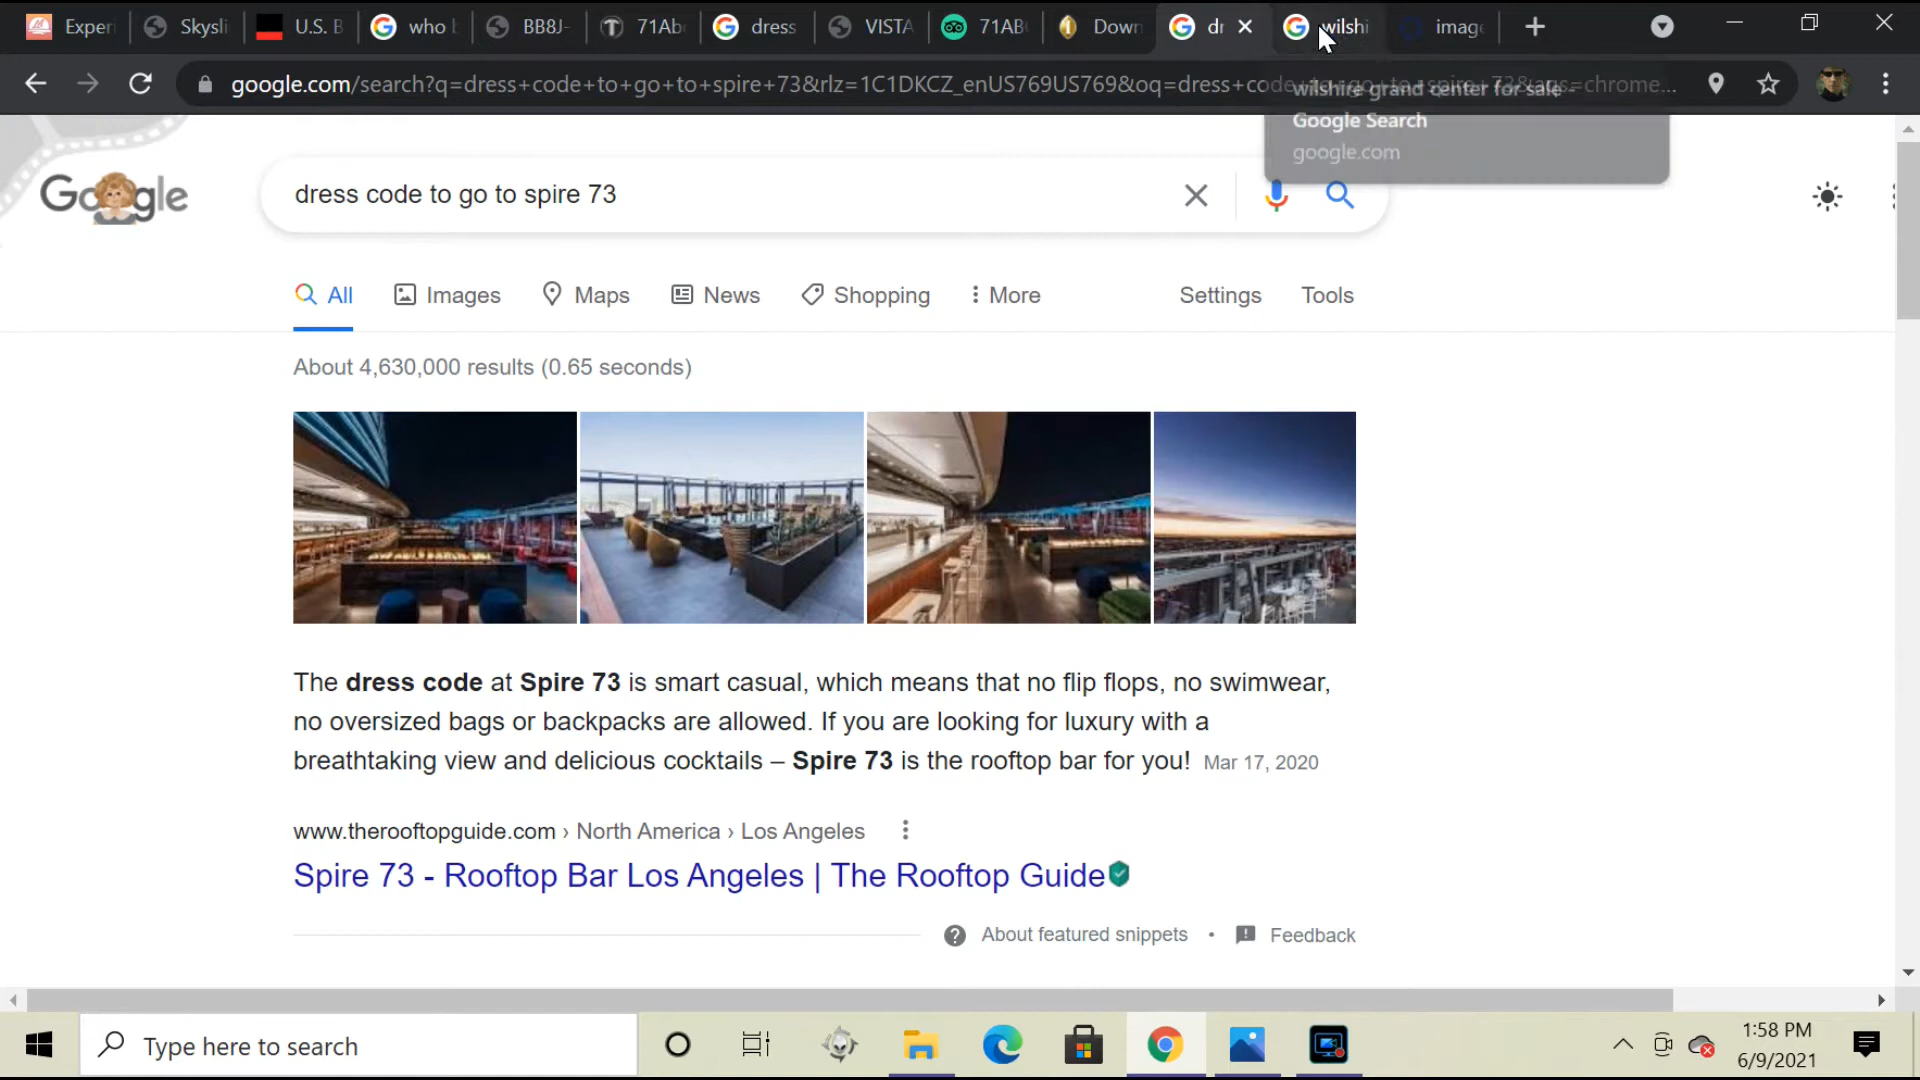 Experi
Skysli
U.S. B
who b
BB8J-
71Abo
dress
VISTA
71AB
Down
dr
wilshi
image
google.com/search?q=dress+code+to+go+to+spire+73&rlz=1C1DKCZ_enUS769US769&oq=dress+code+to+go+to+spire+73&aqs=chrome...
wilshire grand center for sale -
Google Search
google.com
Google
dress code to go to spire 73
All
Images
Maps
News
Shopping
More
Settings
Tools
About 4,630,000 results (0.65 seconds)
The dress code at Spire 73 is smart casual, which means that no flip flops, no swimwear,
no oversized bags or backpacks are allowed. If you are looking for luxury with a
breathtaking view and delicious cocktails – Spire 73 is the rooftop bar for you! Mar 17, 2020
www.therooftopguide.com › North America › Los Angeles
Spire 73 - Rooftop Bar Los Angeles | The Rooftop Guide
About featured snippets • Feedback
Type here to search
1:58 PM
6/9/2021